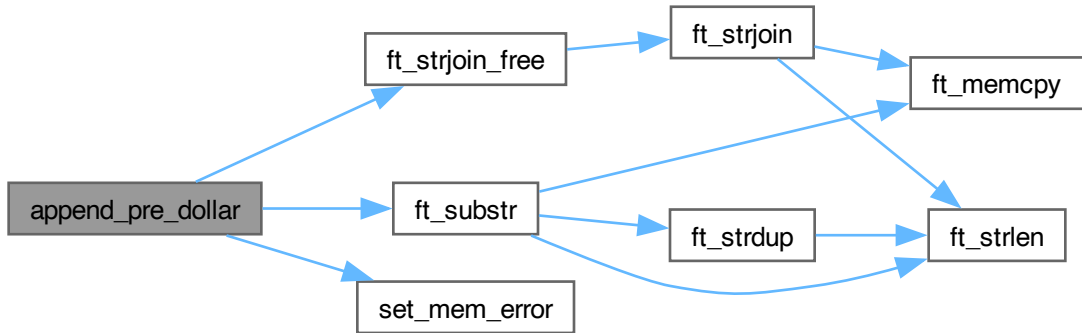 append_pre_dollar
ft_strjoin_free
ft_substr
set_mem_error
ft_strjoin
ft_strdup
ft_memcpy
ft_strlen